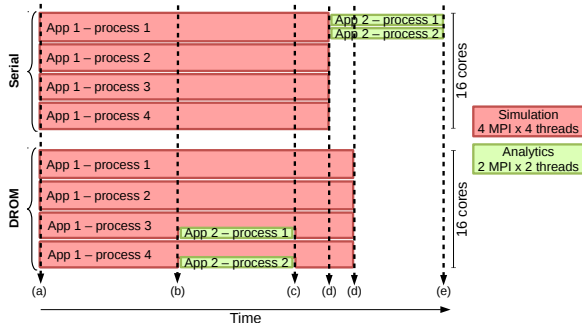 Serial
App 1 – process 1
App 1 – process 2
App 1 – process 3
App 1 – process 4
App 2 – process 1
App 2 – process 2
16 cores
Simulation
4 MPI x 4 threads
Analytics
2 MPI x 2 threads
DROM
App 1 – process 1
App 1 – process 2
App 1 – process 3
App 2 – process 1
App 1 – process 4
App 2 – process 2
16 cores
(a) (b) (c) (d) (d) (e)
Time